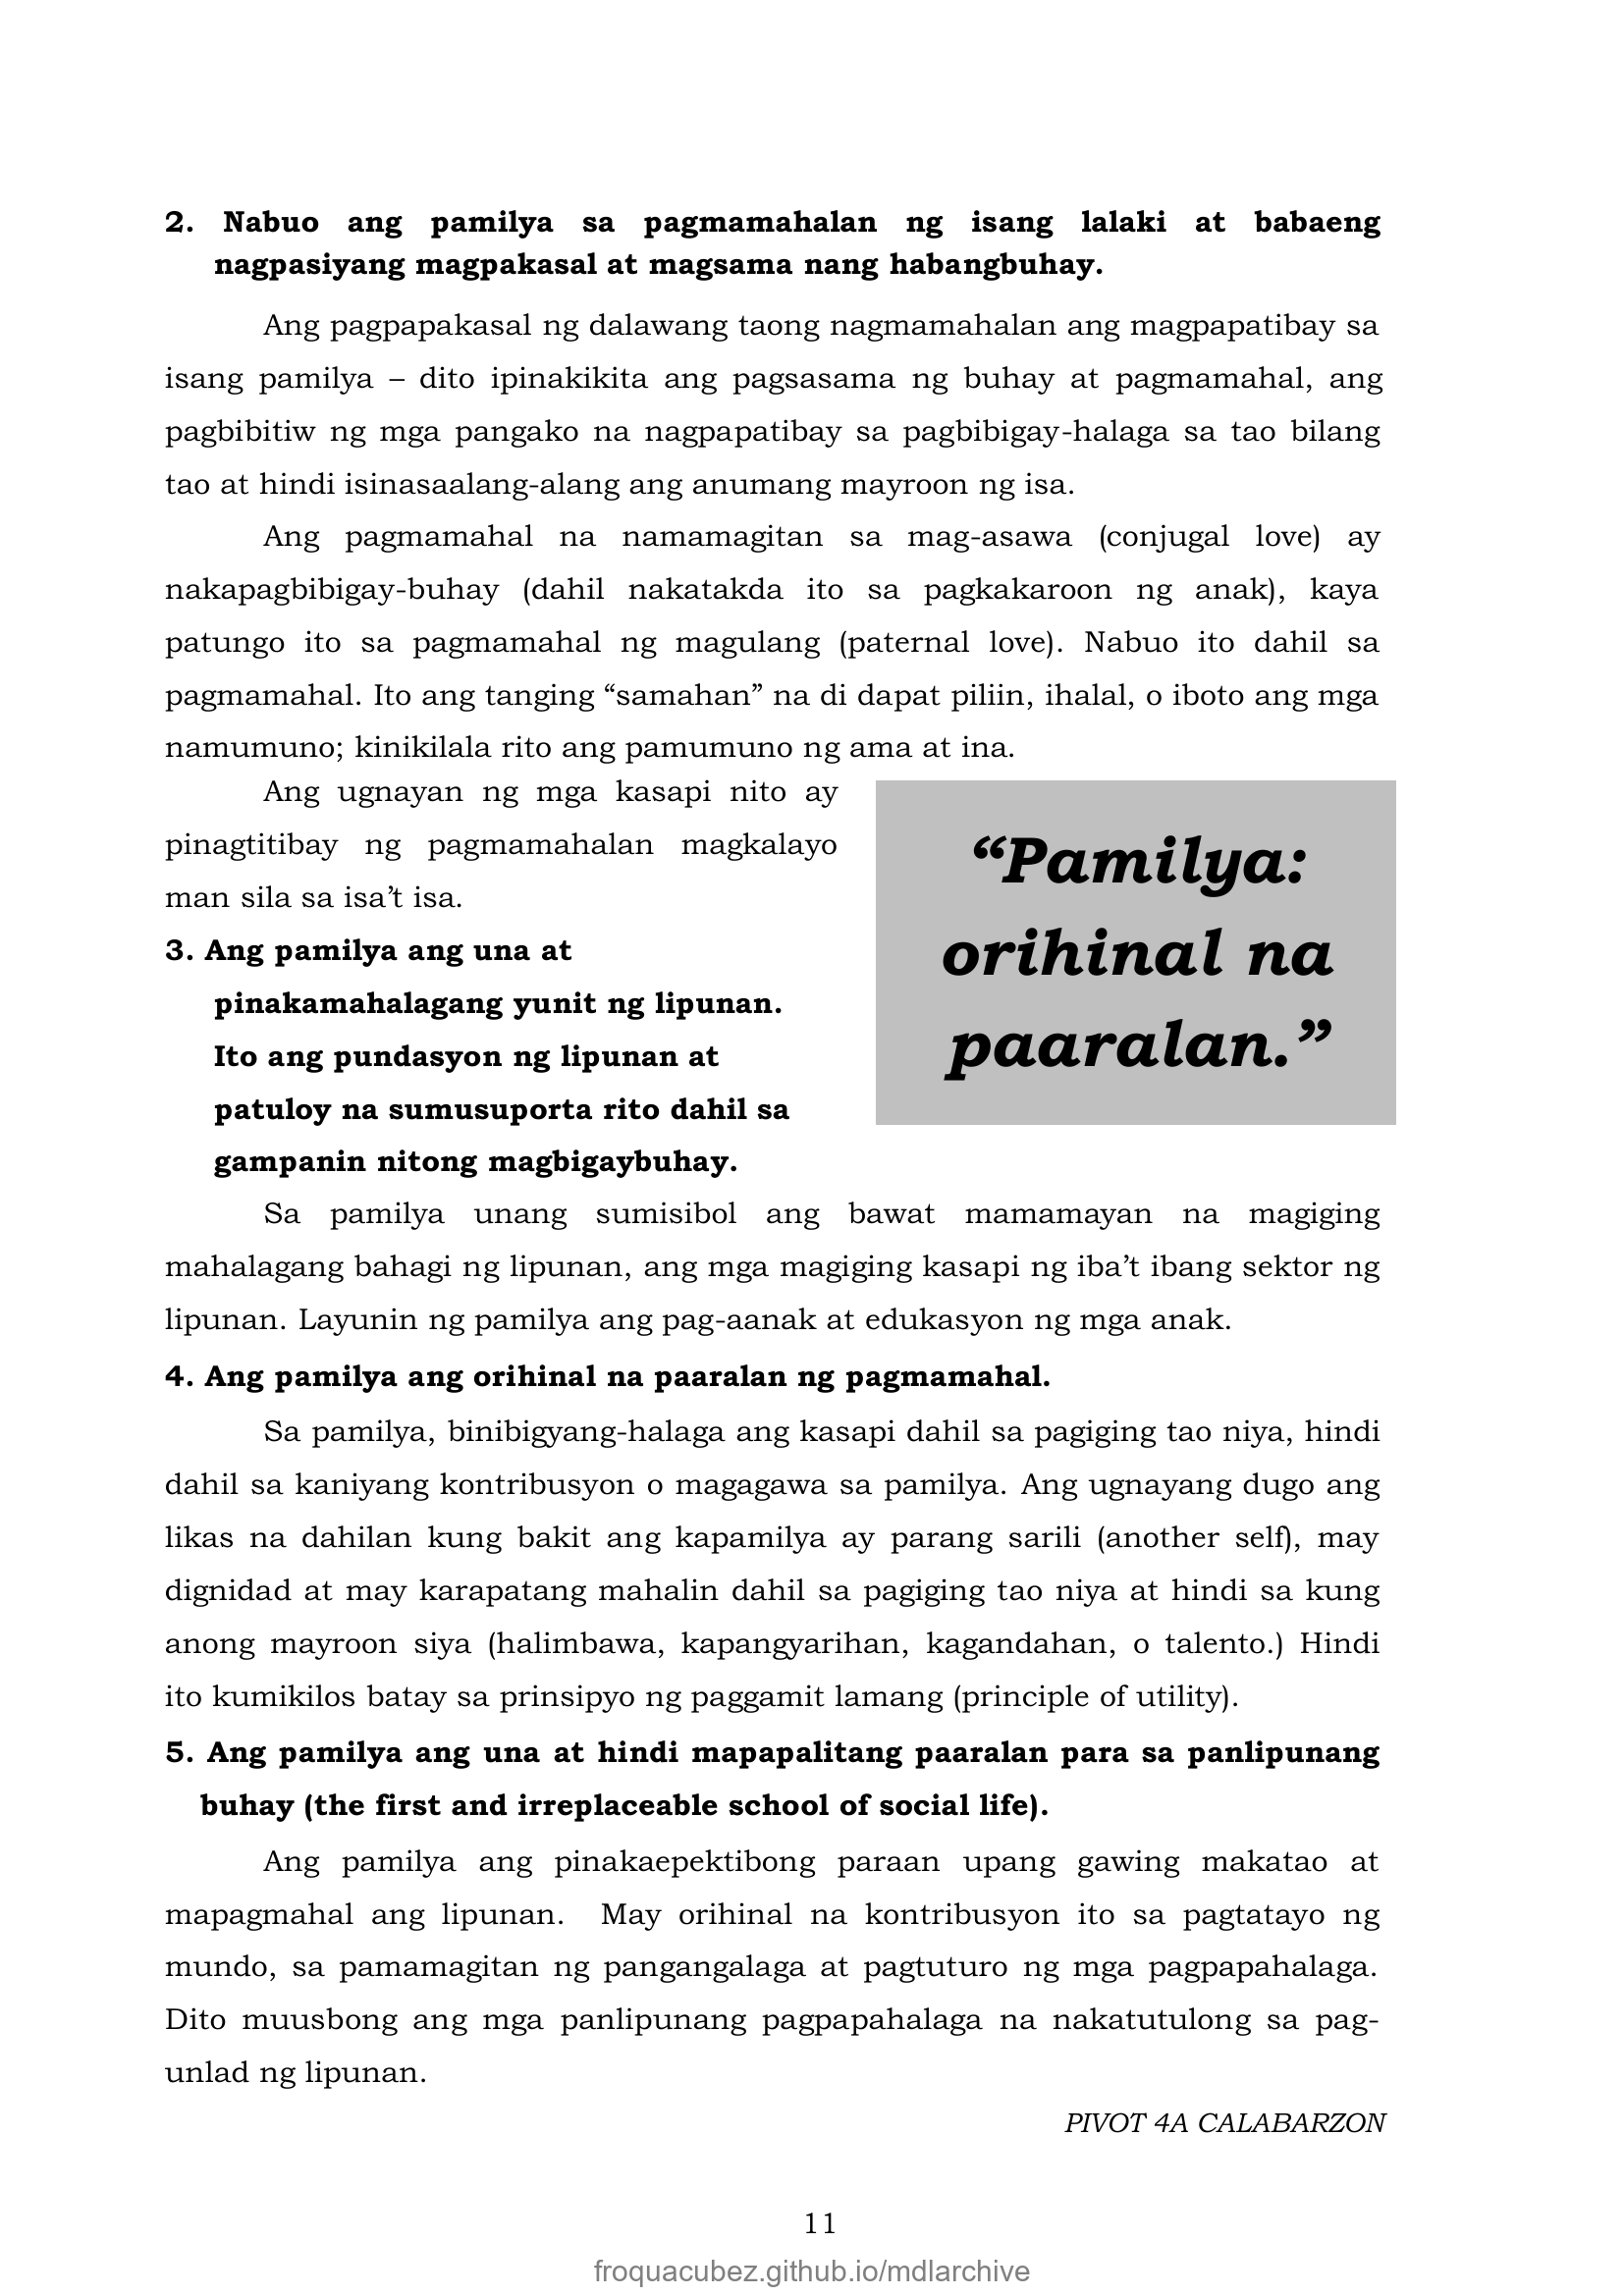 2. Nabuo ang pamilya sa pagmamahalan ng isang lalaki at babaeng
nagpasiyang magpakasal at magsama nang habangbuhay.
Ang pagpapakasal ng dalawang taong nagmamahalan ang magpapatibay sa
isang pamilya – dito ipinakikita ang pagsasama ng buhay at pagmamahal, ang
pagbibitiw ng mga pangako na nagpapatibay sa pagbibigay-halaga sa tao bilang
tao at hindi isinasaalang-alang ang anumang mayroon ng isa.
Ang pagmamahal na namamagitan sa mag-asawa (conjugal love) ay
nakapagbibigay-buhay (dahil nakatakda ito sa pagkakaroon ng anak), kaya
patungo ito sa pagmamahal ng magulang (paternal love). Nabuo ito dahil sa
pagmamahal. Ito ang tanging “samahan” na di dapat piliin, ihalal, o iboto ang mga
namumuno; kinikilala rito ang pamumuno ng ama at ina.
Ang ugnayan ng mga kasapi nito ay
pinagtitibay ng pagmamahalan magkalayo
man sila sa isa’t isa.
3. Ang pamilya ang una at
pinakamahalagang yunit ng lipunan.
Ito ang pundasyon ng lipunan at
patuloy na sumusuporta rito dahil sa
gampanin nitong magbigaybuhay.
“Pamilya:
orihinal na
paaralan.”
Sa pamilya unang sumisibol ang bawat mamamayan na magiging
mahalagang bahagi ng lipunan, ang mga magiging kasapi ng iba’t ibang sektor ng
lipunan. Layunin ng pamilya ang pag-aanak at edukasyon ng mga anak.
4. Ang pamilya ang orihinal na paaralan ng pagmamahal.
Sa pamilya, binibigyang-halaga ang kasapi dahil sa pagiging tao niya, hindi
dahil sa kaniyang kontribusyon o magagawa sa pamilya. Ang ugnayang dugo ang
likas na dahilan kung bakit ang kapamilya ay parang sarili (another self), may
dignidad at may karapatang mahalin dahil sa pagiging tao niya at hindi sa kung
anong mayroon siya (halimbawa, kapangyarihan, kagandahan, o talento.) Hindi
ito kumikilos batay sa prinsipyo ng paggamit lamang (principle of utility).
5. Ang pamilya ang una at hindi mapapalitang paaralan para sa panlipunang
buhay (the first and irreplaceable school of social life).
Ang pamilya ang pinakaepektibong paraan upang gawing makatao at
mapagmahal ang lipunan. May orihinal na kontribusyon ito sa pagtatayo ng
mundo, sa pamamagitan ng pangangalaga at pagtuturo ng mga pagpapahalaga.
Dito muusbong ang mga panlipunang pagpapahalaga na nakatutulong sa pag-
unlad ng lipunan.
PIVOT 4A CALABARZON
11
froquacubez.github.io/mdlarchive